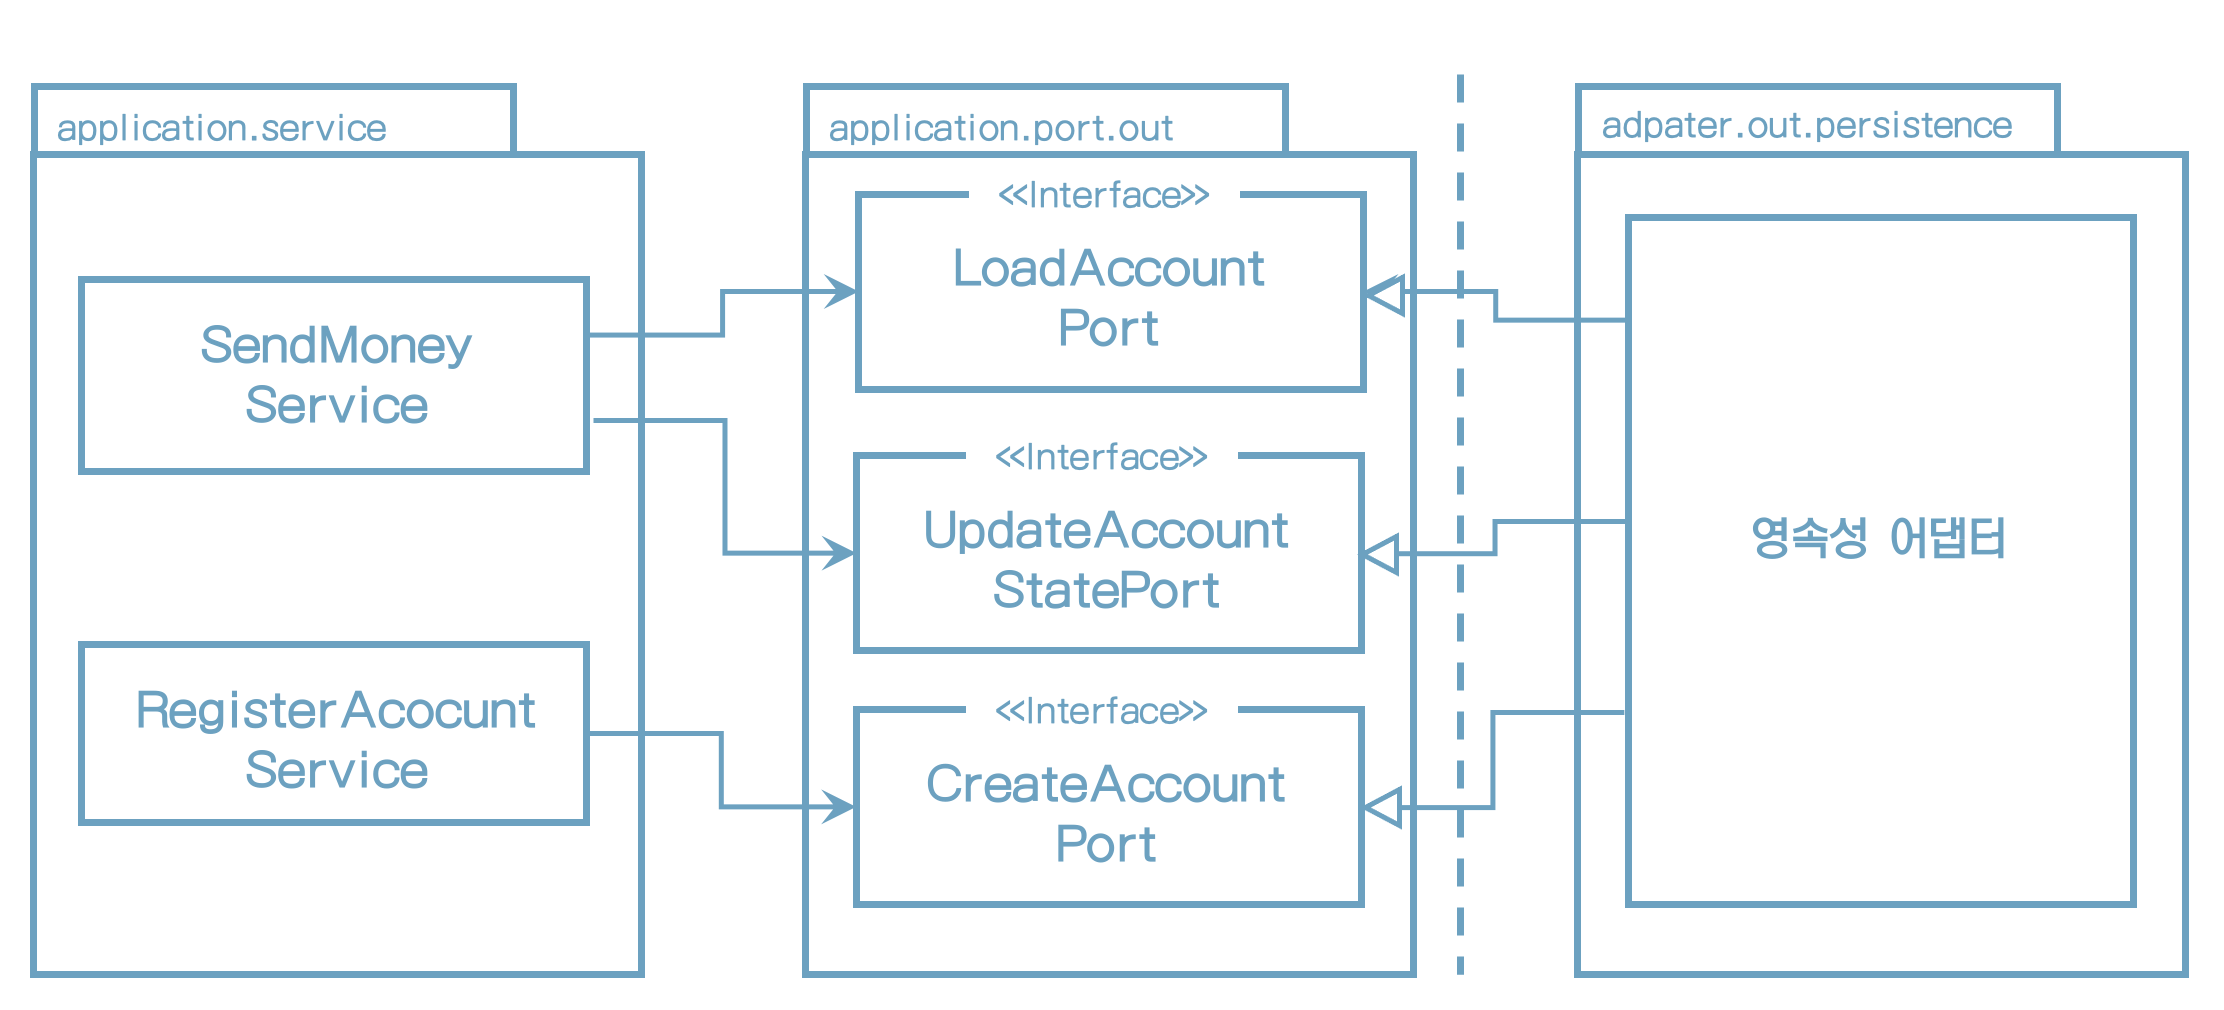 application.service
SendMoney
Service
RegisterAcocunt
Service
application.port.out
<<Interface>>
LoadAccount
Port
<<Interface>>
UpdateAccount
StatePort
<<Interface>>
CreateAccount
Port
adpater.out.persistence
영속성 어댑터